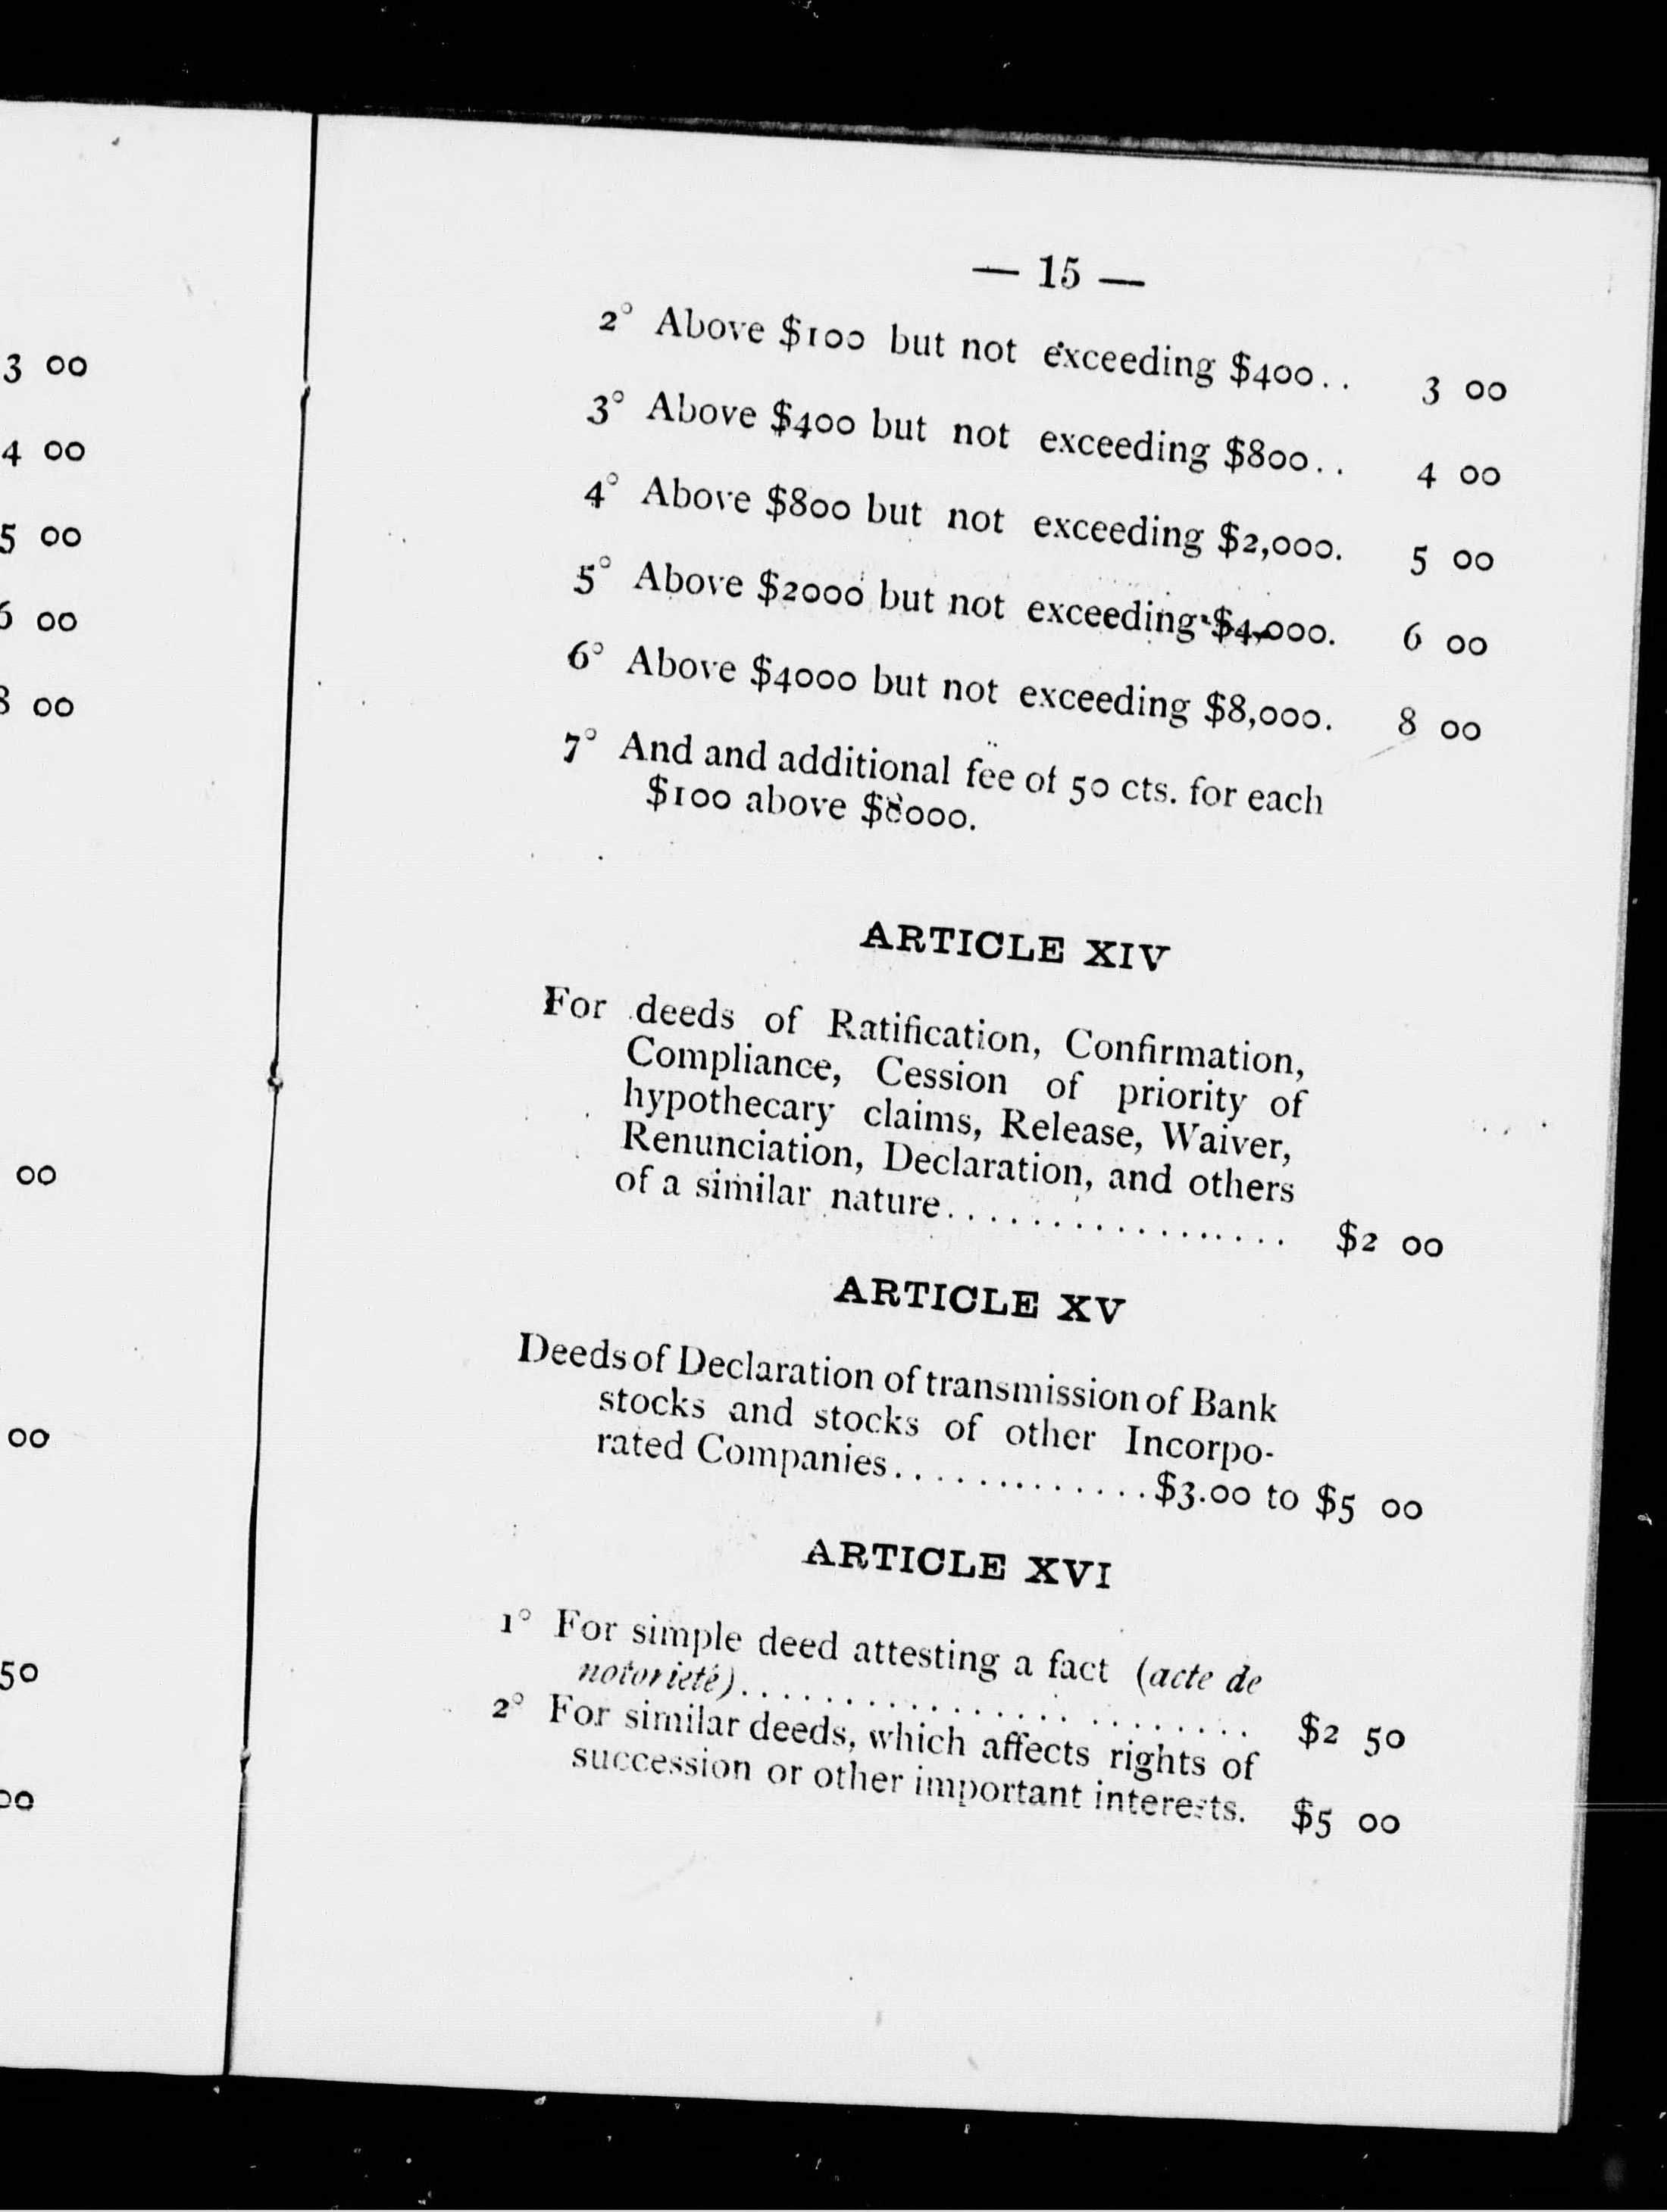 3 00
4 00
5 00
6 00
8 00
00
00
50
00
— 15 —
2° Above $100 but not exceeding $400.. 3 00
3° Above $400 but not exceeding $800.. 4 00
4° Above $800 but not exceeding $2,000. 5 00
5° Above $2000 but not exceeding $4,000. 6 00
6° Above $4000 but not exceeding $8,000. 8 00
7° And and additional fee of 50 cts. for each
$100 above $8000.
ARTICLE XIV
For deeds of Ratification, Confirmation,
Compliance, Cession of priority of
hypothecary claims, Release, Waiver,
Renunciation, Declaration, and others
of a similar nature.................. $2 00
ARTICLE XV
Deeds of Declaration of transmission of Bank
stocks and stocks of other Incorpo-
rated Companies.............$3.00 to $5 00
ARTICLE XVI
1° For simple deed attesting a fact (acte de
notorieté)......................... $2 50
2° For similar deeds, which affects rights of
succession or other important interests. $5 00